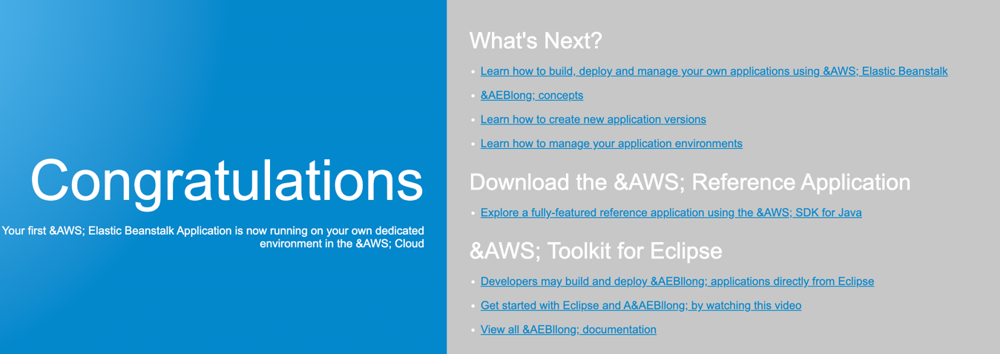 Congratulations
Your first &AWS; Elastic Beanstalk Application is now running on your own dedicated
environment in the &AWS; Cloud
What's Next?
Learn how to build, deploy and manage your own applications using &AWS; Elastic Beanstalk
&AEBlong; concepts
Learn how to create new application versions
Learn how to manage your application environments
Download the &AWS; Reference Application
Explore a fully-featured reference application using the &AWS; SDK for Java
&AWS; Toolkit for Eclipse
Developers may build and deploy &AEBllong; applications directly from Eclipse
Get started with Eclipse and A&AEBllong; by watching this video
View all &AEBllong; documentation